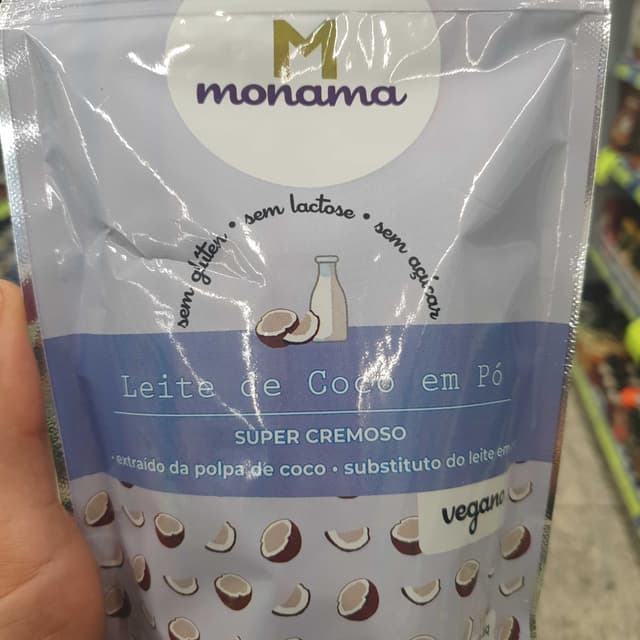 M
monama
sem glúten • sem lactose • sem açúcar
Leite de Coco em Pó
SUPER CREMOSO
• extraído da polpa de coco • substituto do leite em
vegano